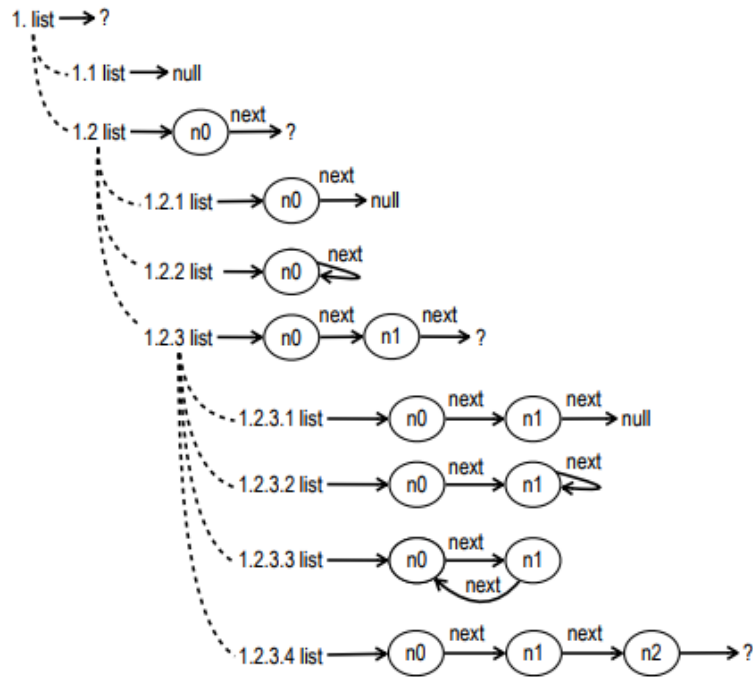 1. list ?
1.1 list null
next
1.2 list n0 ?
next
1.2.1 list n0 null
next
1.2.2 list n0
next next
1.2.3 list n0 n1 ?
next next
1.2.3.1 list n0 n1 null
next next
1.2.3.2 list n0 n1
next
1.2.3.3 list n0 n1
next
next next
1.2.3.4 list n0 n1 n2 ?